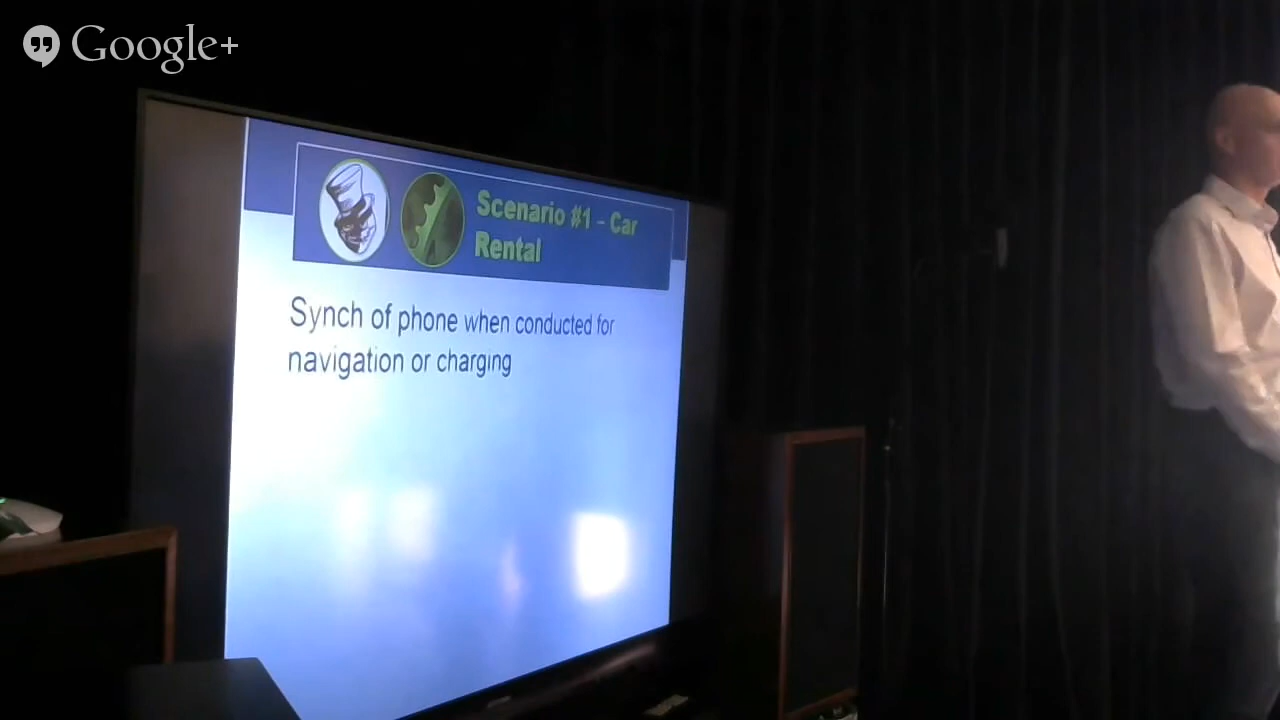 Google+
Scenario #1 – Car
Rental
Synch of phone when conducted for
navigation or charging